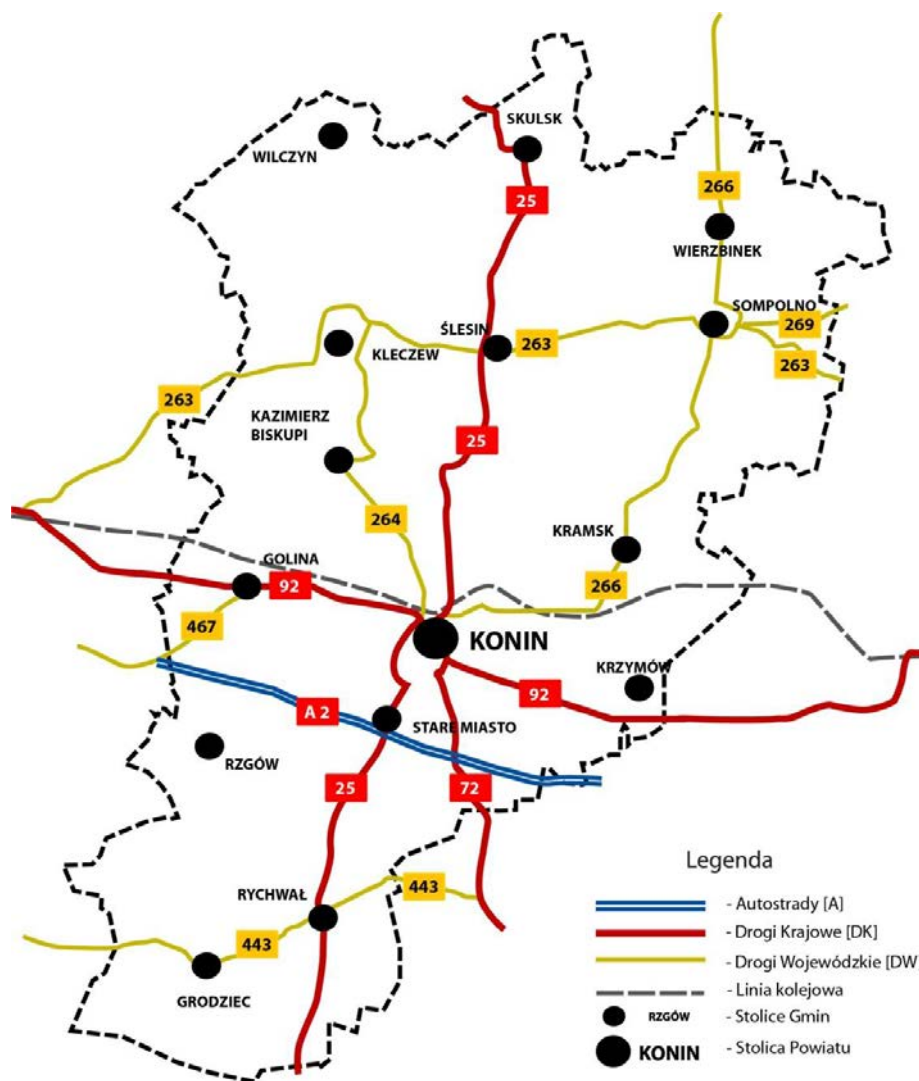 SKULSK
WILCZYN
266
25
WIERZBINEK
SOMPOLNO
269
ŚLESIN
263
KLECZEW
263
263
KAZIMIERZ
BISKUPI
25
264
KRAMSK
GOLINA
92
266
467
KONIN
KRZYMÓW
92
A 2
STARE MIASTO
RZGÓW
25
72
RYCHWAŁ
443
443
GRODZIEC
Legenda
- Autostrady [A]
- Drogi Krajowe [DK]
- Drogi Wojewódzkie [DW
- Linia kolejowa
RZGÓW - Stolice Gmin
KONIN - Stolica Powiatu